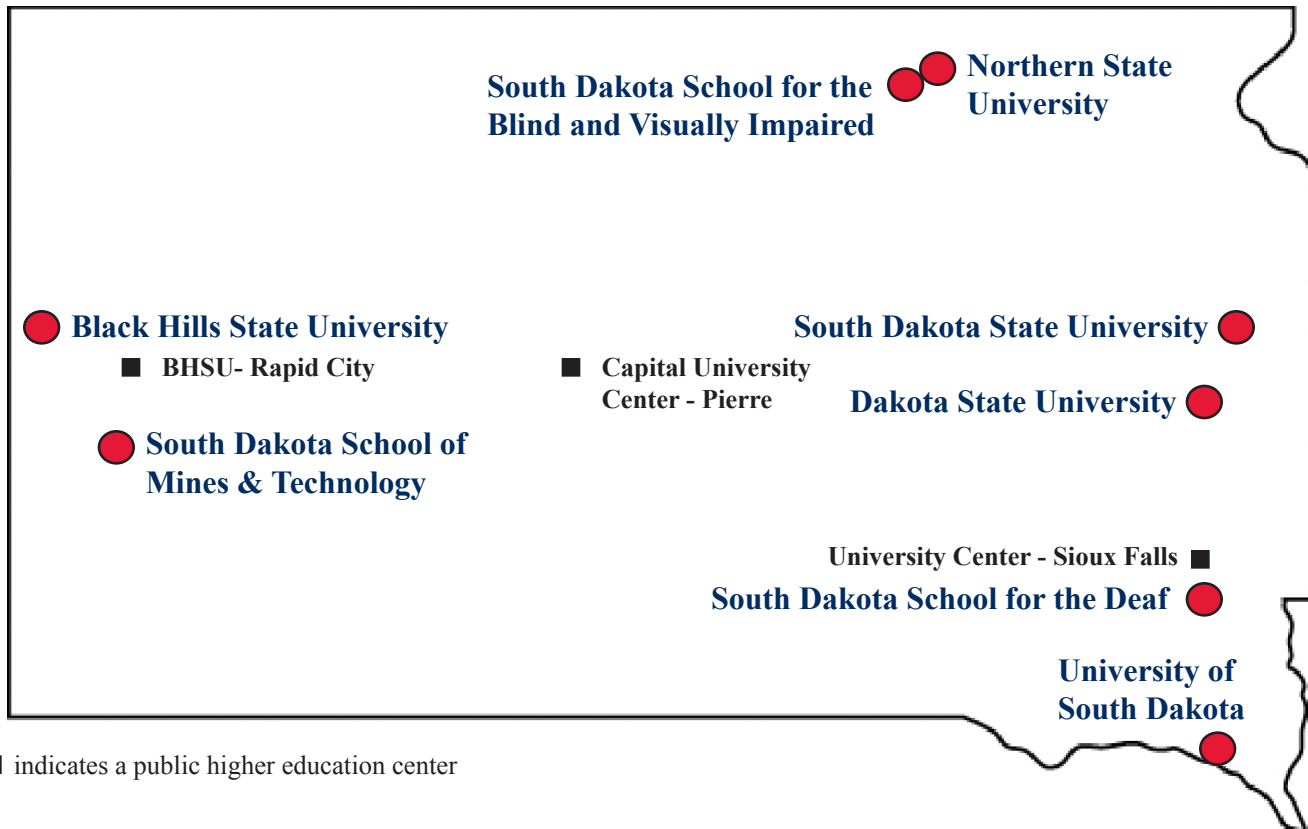 Northern State
University
South Dakota School for the
Blind and Visually Impaired
Black Hills State University
South Dakota State University
BHSU- Rapid City
Capital University
Center - Pierre
Dakota State University
South Dakota School of
Mines & Technology
University Center - Sioux Falls
South Dakota School for the Deaf
University of
South Dakota
indicates a public higher education center